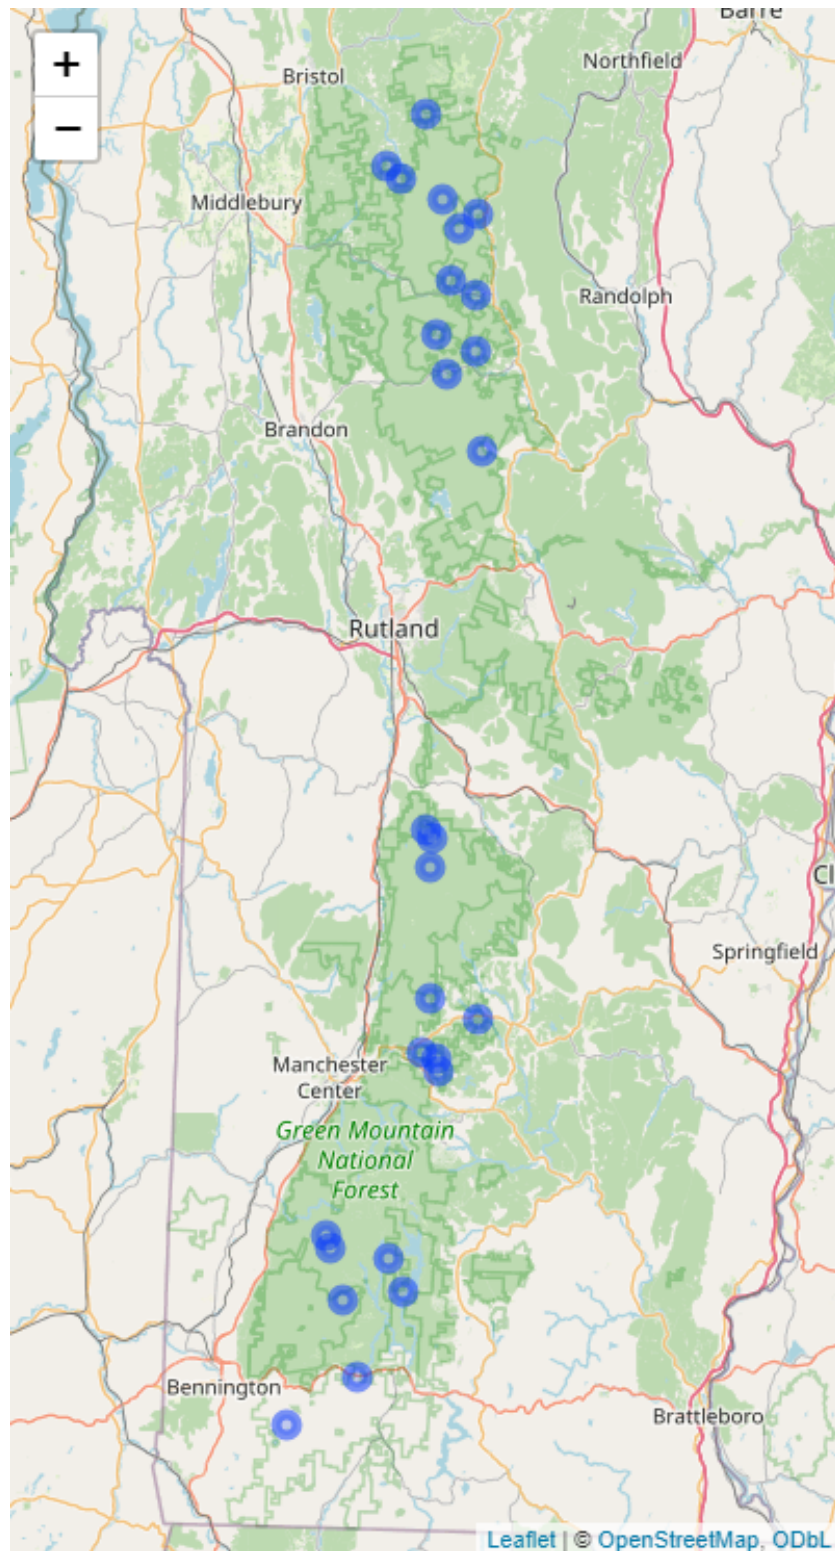 Barre
+
Northfield
Bristol
−
Middlebury
Randolph
Brandon
Rutland
Cl
Springfield
Manchester
Center
Green Mountain
National
Forest
Bennington
Brattleboro
Leaflet | © OpenStreetMap, ODbL